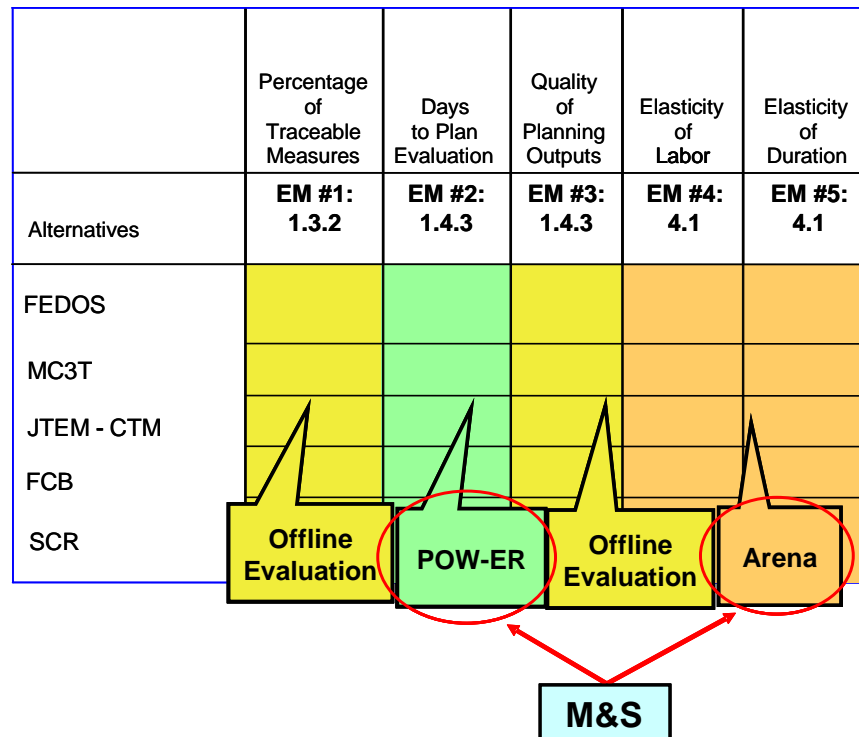 Percentage
of
Traceable
Measures
Days
to Plan
Evaluation
Quality
of
Planning
Outputs
Elasticity
of
Labor
Elasticity
of
Duration
Alternatives
EM #1:
1.3.2
EM #2:
1.4.3
EM #3:
1.4.3
EM #4:
4.1
EM #5:
4.1
FEDOS
MC3T
JTEM - CTM
FCB
SCR
Offline
Evaluation
POW-ER
Offline
Evaluation
Arena
M&S